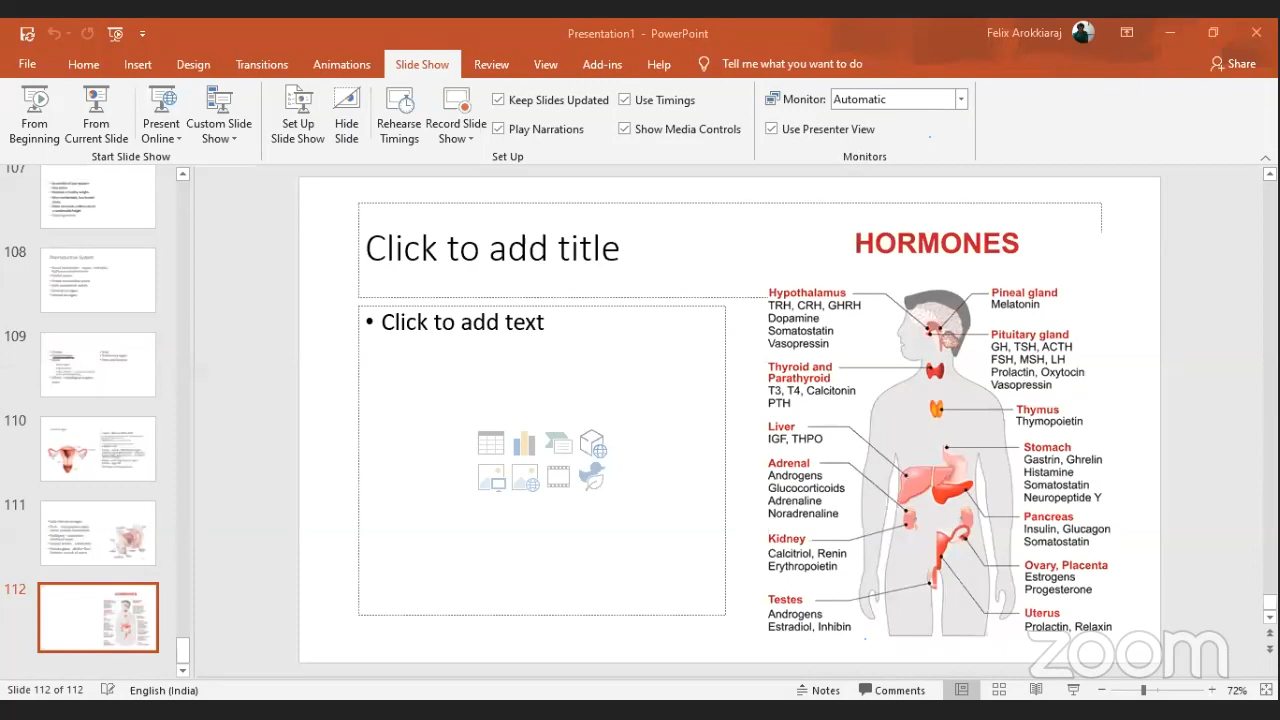 Presentation1 - PowerPoint
Felix Arokkiaraj
File Home Insert Design Transitions Animations Slide Show Review View Add-ins Help Tell me what you want to do Share
From Beginning
From Current Slide
Present Online
Custom Slide Show
Start Slide Show
Set Up Slide Show
Hide Slide
Rehearse Timings
Record Slide Show
Keep Slides Updated
Play Narrations
Use Timings
Show Media Controls
Set Up
Monitor: Automatic
Use Presenter View
Monitors
107
108
109
110
111
112
Click to add title
• Click to add text
HORMONES
Hypothalamus
TRH, CRH, GHRH
Dopamine
Somatostatin
Vasopressin
Thyroid and
Parathyroid
T3, T4, Calcitonin
PTH
Liver
IGF, THPO
Adrenal
Androgens
Glucocorticoids
Adrenaline
Noradrenaline
Kidney
Calcitriol, Renin
Erythropoietin
Testes
Androgens
Estradiol, Inhibin
Pineal gland
Melatonin
Pituitary gland
GH, TSH, ACTH
FSH, MSH, LH
Prolactin, Oxytocin
Vasopressin
Thymus
Thymopoietin
Stomach
Gastrin, Ghrelin
Histamine
Somatostatin
Neuropeptide Y
Pancreas
Insulin, Glucagon
Somatostatin
Ovary, Placenta
Estrogens
Progesterone
Uterus
Prolactin, Relaxin
zoom
Slide 112 of 112
English (India)
Notes
Comments
72%